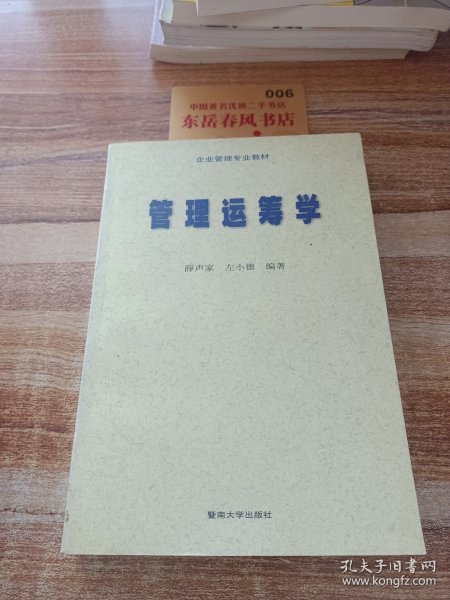 006
中国著名优质二手书店
东岳春风书店
企业管理专业教材
管理运筹学
薛声家 左小德 编著
暨南大学出版社
孔夫子旧书网
www.kongfz.com